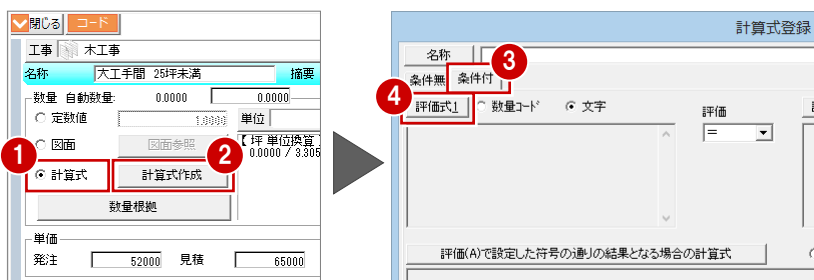 閉じる コード
工事 木工事
名称 大工手間 25坪未満 摘要
数量 自動数量: 0.0000 0.0000
定数値 1.0000 単位
図面 図面参照 【 坪 単位換算 】
0.0000 / 3.305
1 計算式 2 計算式作成
数量根拠
単価
発注 52000 見積 65000
計算式登録
名称
条件無 条件付 3
4 評価式1 数量コード 文字 評価
=
評価(A)で設定した符号の通りの結果となる場合の計算式